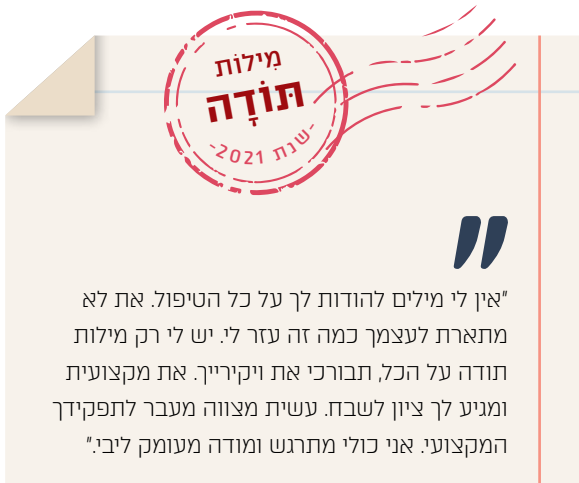 מִילוֹת
תּוֹדָה
-שנת 2021-
"אין לי מילים להודות לך על כל הטיפול. את לא
מתארת לעצמך כמה זה עזר לי. יש לי רק מילות
תודה על הכל, תבורכי את ויקירייך. את מקצועית
ומגיע לך ציון לשבח. עשית מצווה מעבר לתפקידך
המקצועי. אני כולי מתרגש ומודה מעומק ליבי."